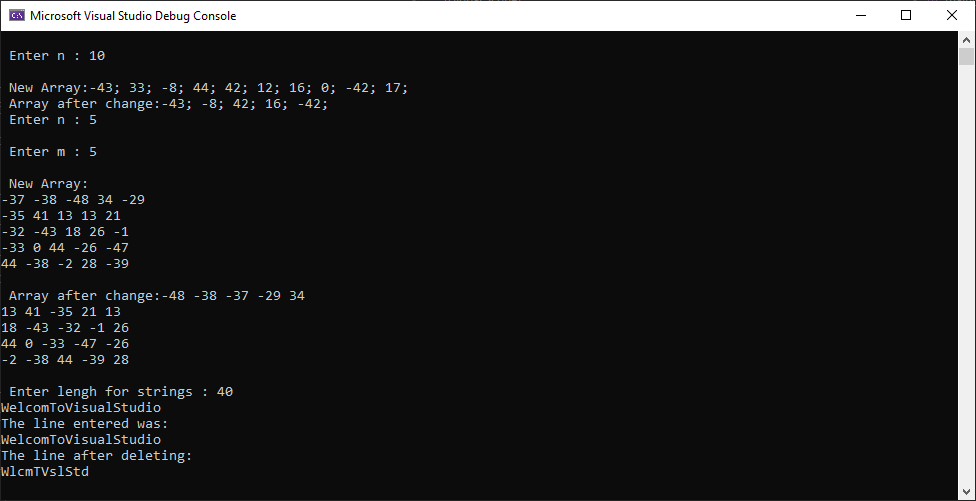 Microsoft Visual Studio Debug Console
Enter n : 10
New Array:-43; 33; -8; 44; 42; 12; 16; 0; -42; 17;
Array after change:-43; -8; 42; 16; -42;
Enter n : 5
Enter m : 5
New Array:
-37 -38 -48 34 -29
-35 41 13 13 21
-32 -43 18 26 -1
-33 0 44 -26 -47
44 -38 -2 28 -39
Array after change:-48 -38 -37 -29 34
13 41 -35 21 13
18 -43 -32 -1 26
44 0 -33 -47 -26
-2 -38 44 -39 28
Enter lengh for strings : 40
WelcomToVisualStudio
The line entered was:
WelcomToVisualStudio
The line after deleting:
WlcmTVslStd